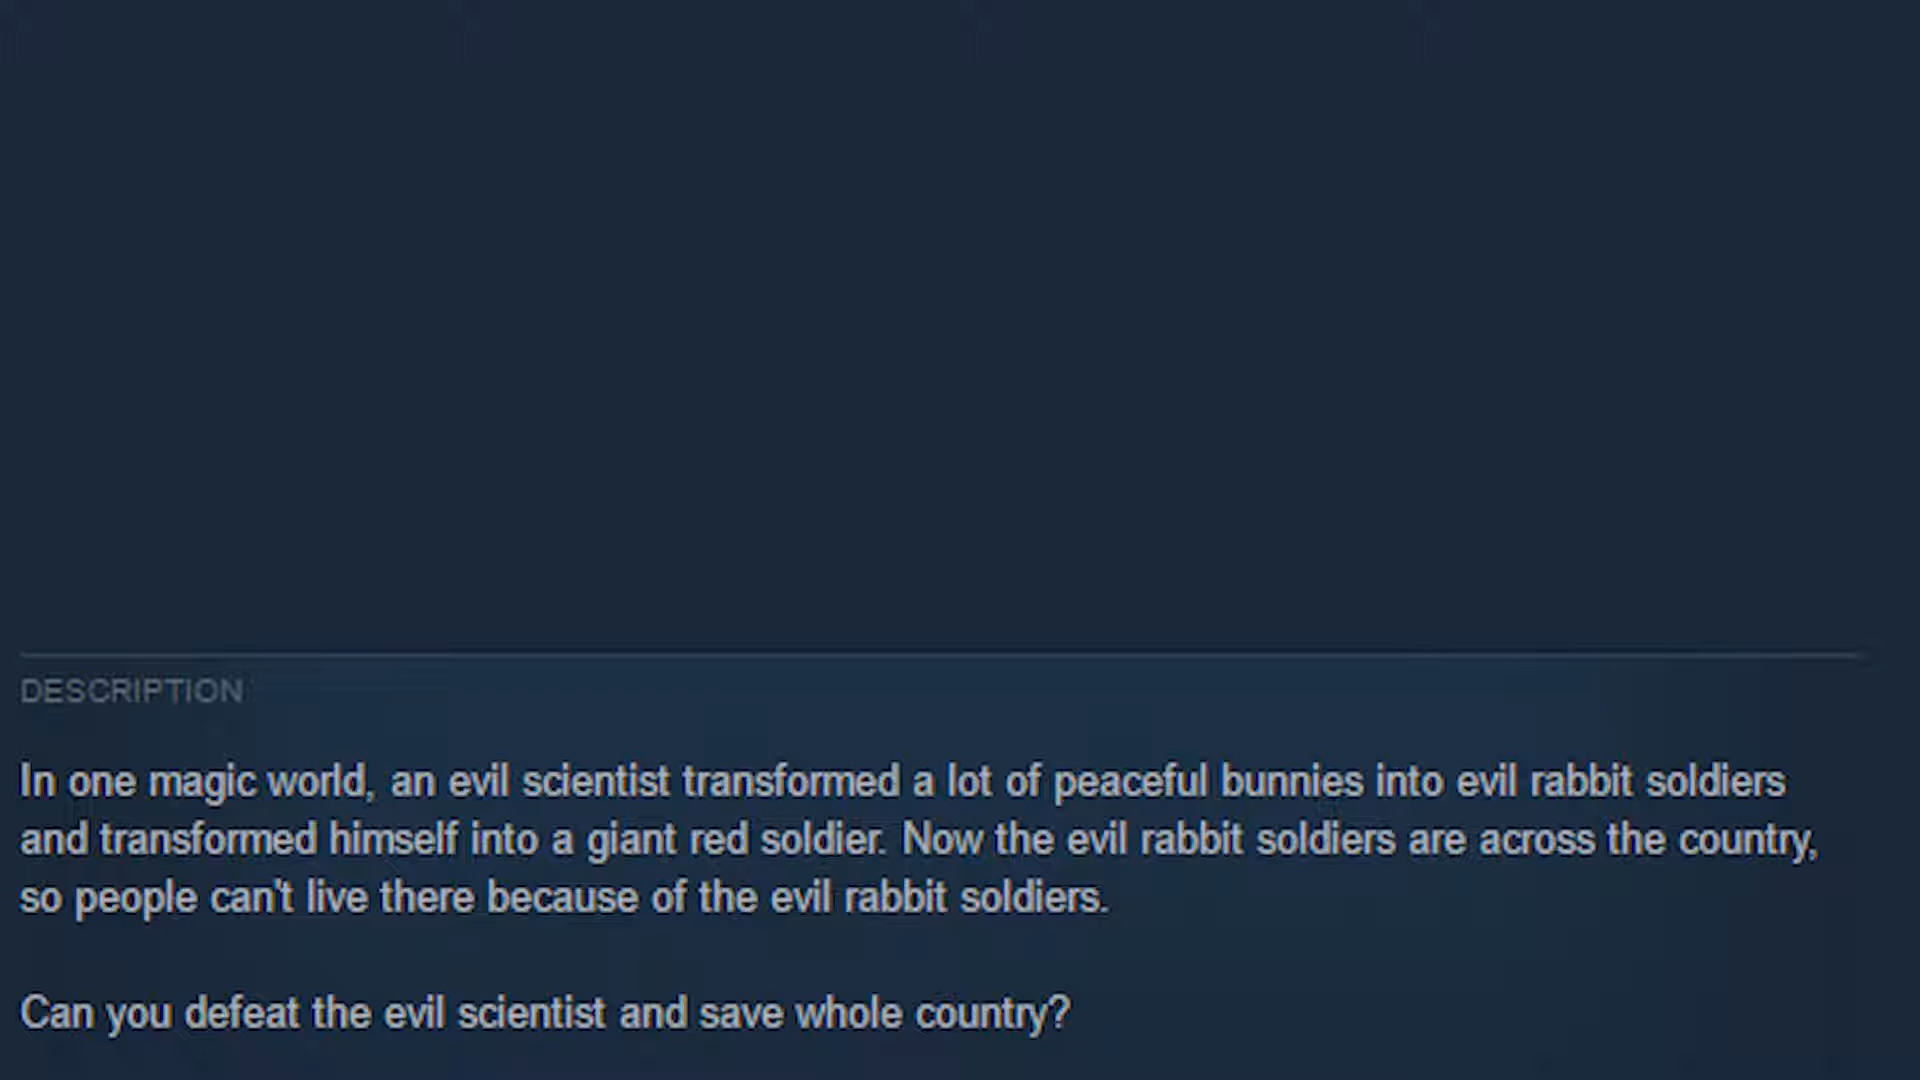 DESCRIPTION
In one magic world, an evil scientist transformed a lot of peaceful bunnies into evil rabbit soldiers
and transformed himself into a giant red soldier. Now the evil rabbit soldiers are across the country,
so people can't live there because of the evil rabbit soldiers.
Can you defeat the evil scientist and save whole country?